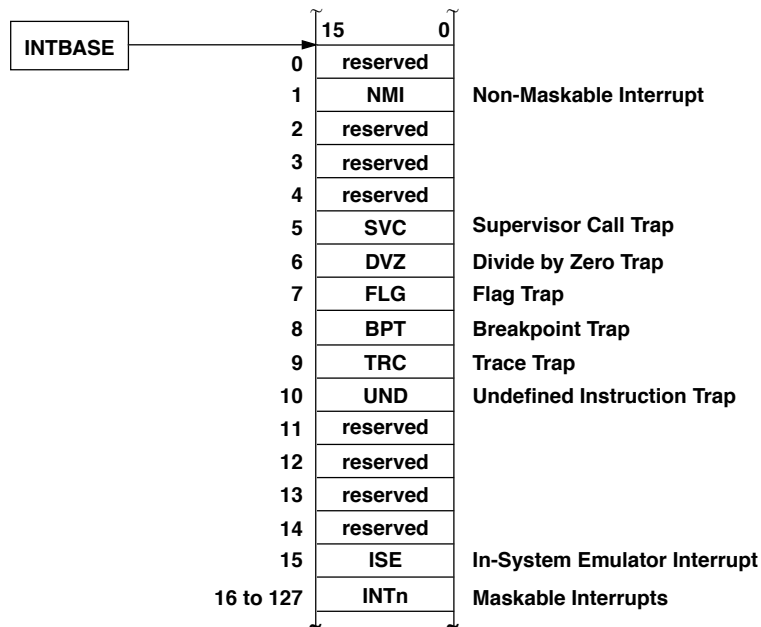 15 0
INTBASE
0 reserved
1 NMI Non-Maskable Interrupt
2 reserved
3 reserved
4 reserved
5 SVC Supervisor Call Trap
6 DVZ Divide by Zero Trap
7 FLG Flag Trap
8 BPT Breakpoint Trap
9 TRC Trace Trap
10 UND Undefined Instruction Trap
11 reserved
12 reserved
13 reserved
14 reserved
15 ISE In-System Emulator Interrupt
16 to 127 INTn Maskable Interrupts